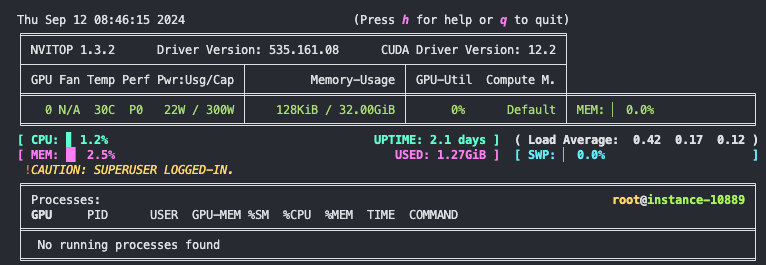 Thu Sep 12 08:46:15 2024 (Press h for help or q to quit)
NVITOP 1.3.2 Driver Version: 535.161.08 CUDA Driver Version: 12.2
GPU Fan Temp Perf Pwr:Usg/Cap Memory-Usage GPU-Util Compute M.
0 N/A 30C P0 22W / 300W 128KiB / 32.00GiB 0% Default MEM: 0.0%
[ CPU: 1.2% UPTIME: 2.1 days ] ( Load Average: 0.42 0.17 0.12 )
[ MEM: 2.5% USED: 1.27GiB ] [ SWP: 0.0% ]
!CAUTION: SUPERUSER LOGGED-IN.
Processes: root@instance-10889
GPU PID USER GPU-MEM %SM %CPU %MEM TIME COMMAND
No running processes found